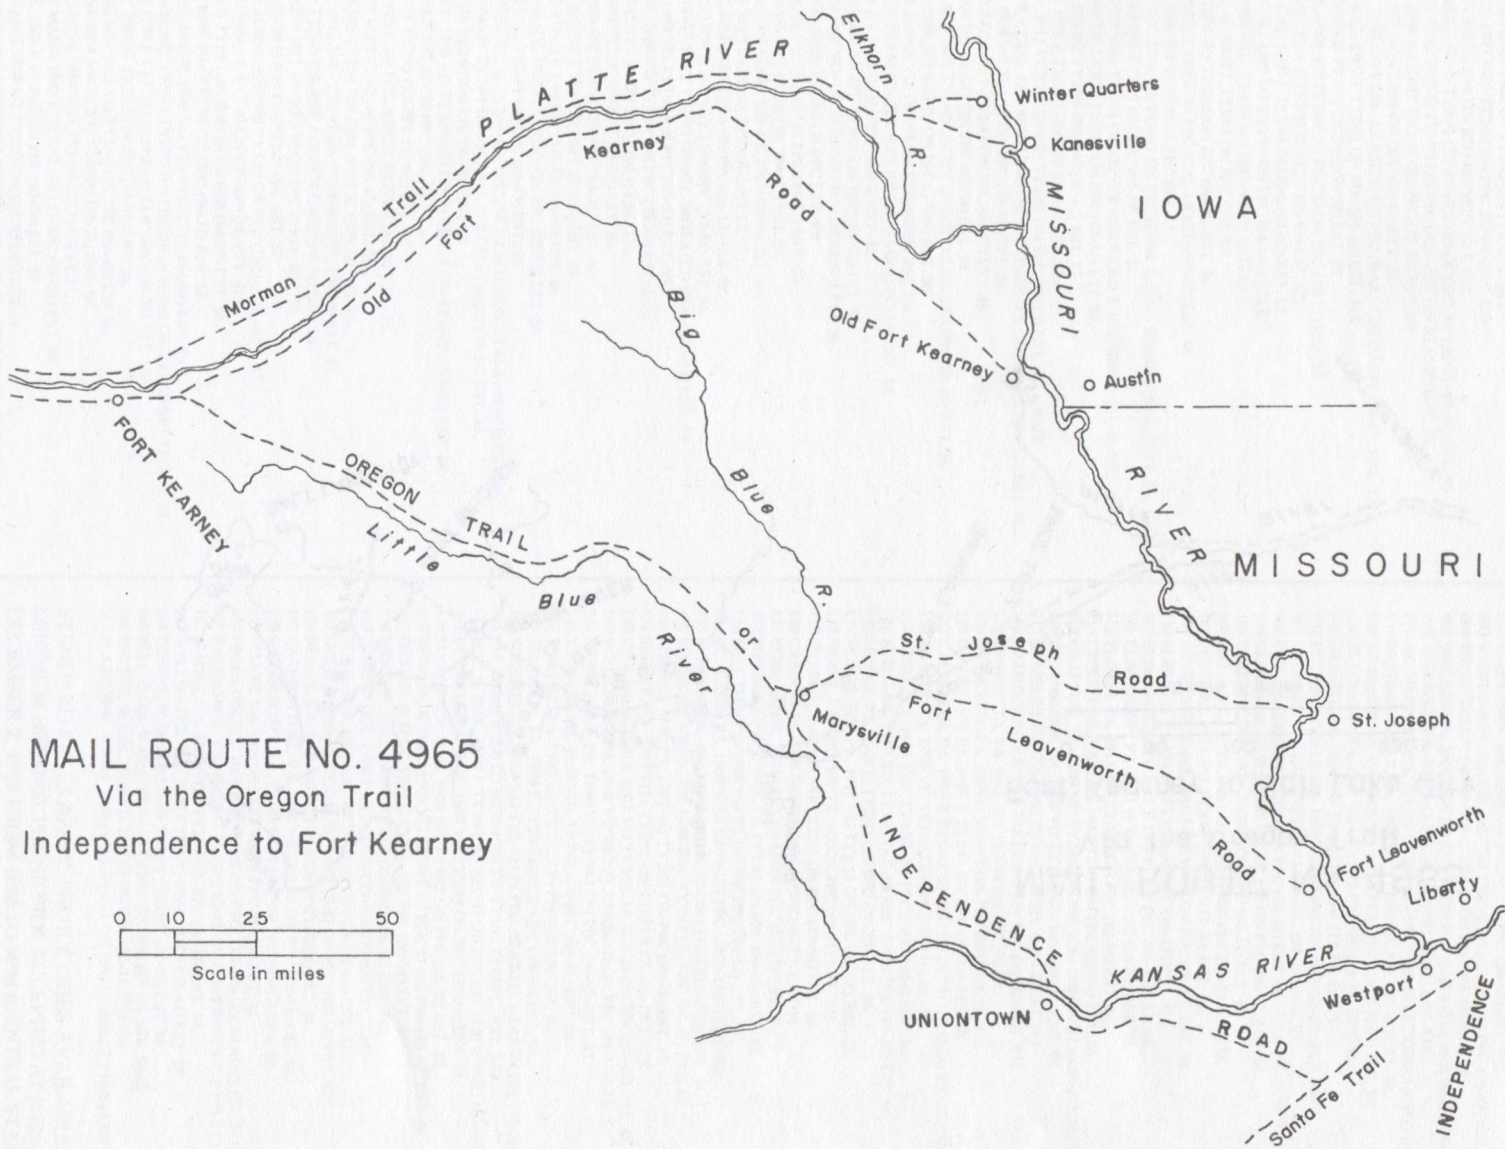 PLATTE RIVER
Elkhorn R.
Winter Quarters
Kanesville
Kearney
Road
MISSOURI
IOWA
Trail
Fort
Morman
Old
Big
Old Fort Kearney
Austin
FORT KEARNEY
OREGON
TRAIL
Little
Blue
RIVER
MISSOURI
Blue
R.
or
River
St. Joseph
Road
Fort
Marysville
Leavenworth
St. Joseph
MAIL ROUTE No. 4965
Via the Oregon Trail
Independence to Fort Kearney
INDEPENDENCE
Road
Fort Leavenworth
Liberty
0 10 25 50
Scale in miles
KANSAS RIVER
Westport
UNIONTOWN
ROAD
Santa Fe Trail
INDEPENDENCE